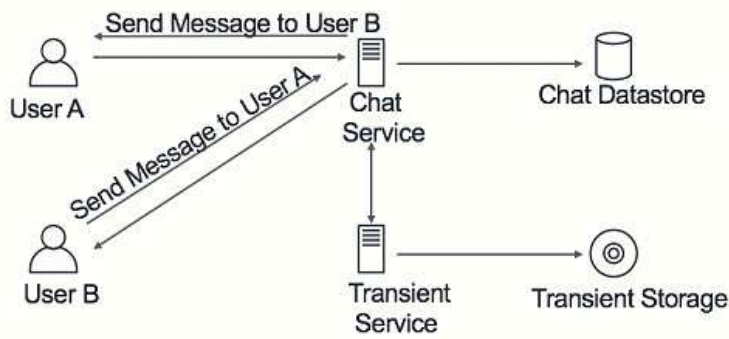 Send Message to User B
User A
Chat
Service
Chat Datastore
Send Message to User A
User B
Transient
Service
Transient Storage